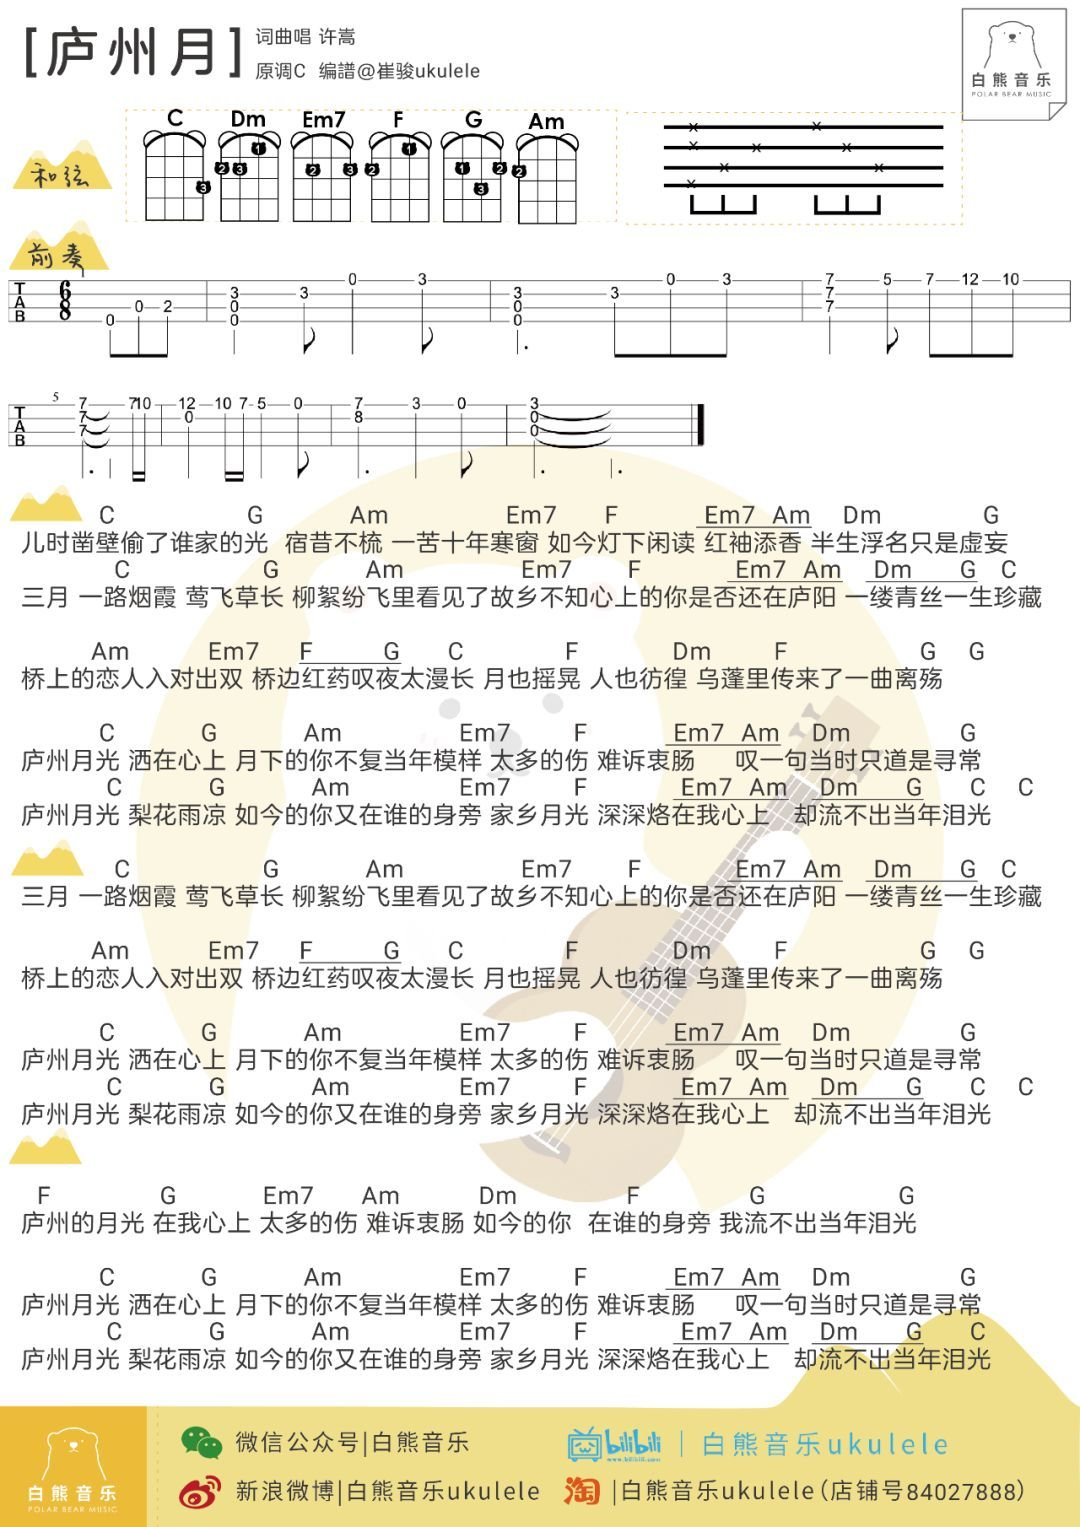 [庐州月]
词曲唱 许嵩
原调C 编譜@崔骏ukulele
白熊音乐
POLAR BEAR MUSIC
C Dm Em7 F G Am
和弦
前奏
儿时凿壁偷了谁家的光 宿昔不梳 一苦十年寒窗 如今灯下闲读 红袖添香 半生浮名只是虚妄
C G Am Em7 F Em7 Am Dm G
C G Am Em7 F Em7 Am Dm G C
三月 一路烟霞 莺飞草长 柳絮纷飞里看见了故乡不知心上的你是否还在庐阳 一缕青丝一生珍藏
Am Em7 F G C F Dm F G G
桥上的恋人入对出双 桥边红药叹夜太漫长 月也摇晃 人也彷徨 乌蓬里传来了一曲离殇
C G Am Em7 F Em7 Am Dm G
庐州月光 洒在心上 月下的你不复当年模样 太多的伤 难诉衷肠 叹一句当时只道是寻常
C G Am Em7 F Em7 Am Dm G C C
庐州月光 梨花雨凉 如今的你又在谁的身旁 家乡月光 深深烙在我心上 却流不出当年泪光
C G Am Em7 F Em7 Am Dm G C
三月 一路烟霞 莺飞草长 柳絮纷飞里看见了故乡不知心上的你是否还在庐阳 一缕青丝一生珍藏
Am Em7 F G C F Dm F G G
桥上的恋人入对出双 桥边红药叹夜太漫长 月也摇晃 人也彷徨 乌蓬里传来了一曲离殇
C G Am Em7 F Em7 Am Dm G
庐州月光 洒在心上 月下的你不复当年模样 太多的伤 难诉衷肠 叹一句当时只道是寻常
C G Am Em7 F Em7 Am Dm G C C
庐州月光 梨花雨凉 如今的你又在谁的身旁 家乡月光 深深烙在我心上 却流不出当年泪光
F G Em7 Am Dm F G G
庐州的月光 在我心上 太多的伤 难诉衷肠 如今的你 在谁的身旁 我流不出当年泪光
C G Am Em7 F Em7 Am Dm G
庐州月光 洒在心上 月下的你不复当年模样 太多的伤 难诉衷肠 叹一句当时只道是寻常
C G Am Em7 F Em7 Am Dm G C
庐州月光 梨花雨凉 如今的你又在谁的身旁 家乡月光 深深烙在我心上 却流不出当年泪光
微信公众号|白熊音乐
bilibili | 白熊音乐ukulele
新浪微博|白熊音乐ukulele
淘 |白熊音乐ukulele(店铺号84027888)
白熊音乐
POLAR BEAR MUSIC